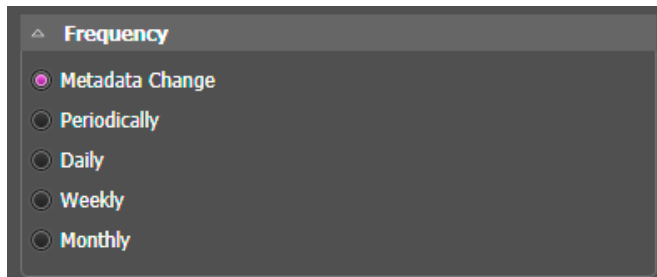 Frequency
Metadata Change
Periodically
Daily
Weekly
Monthly